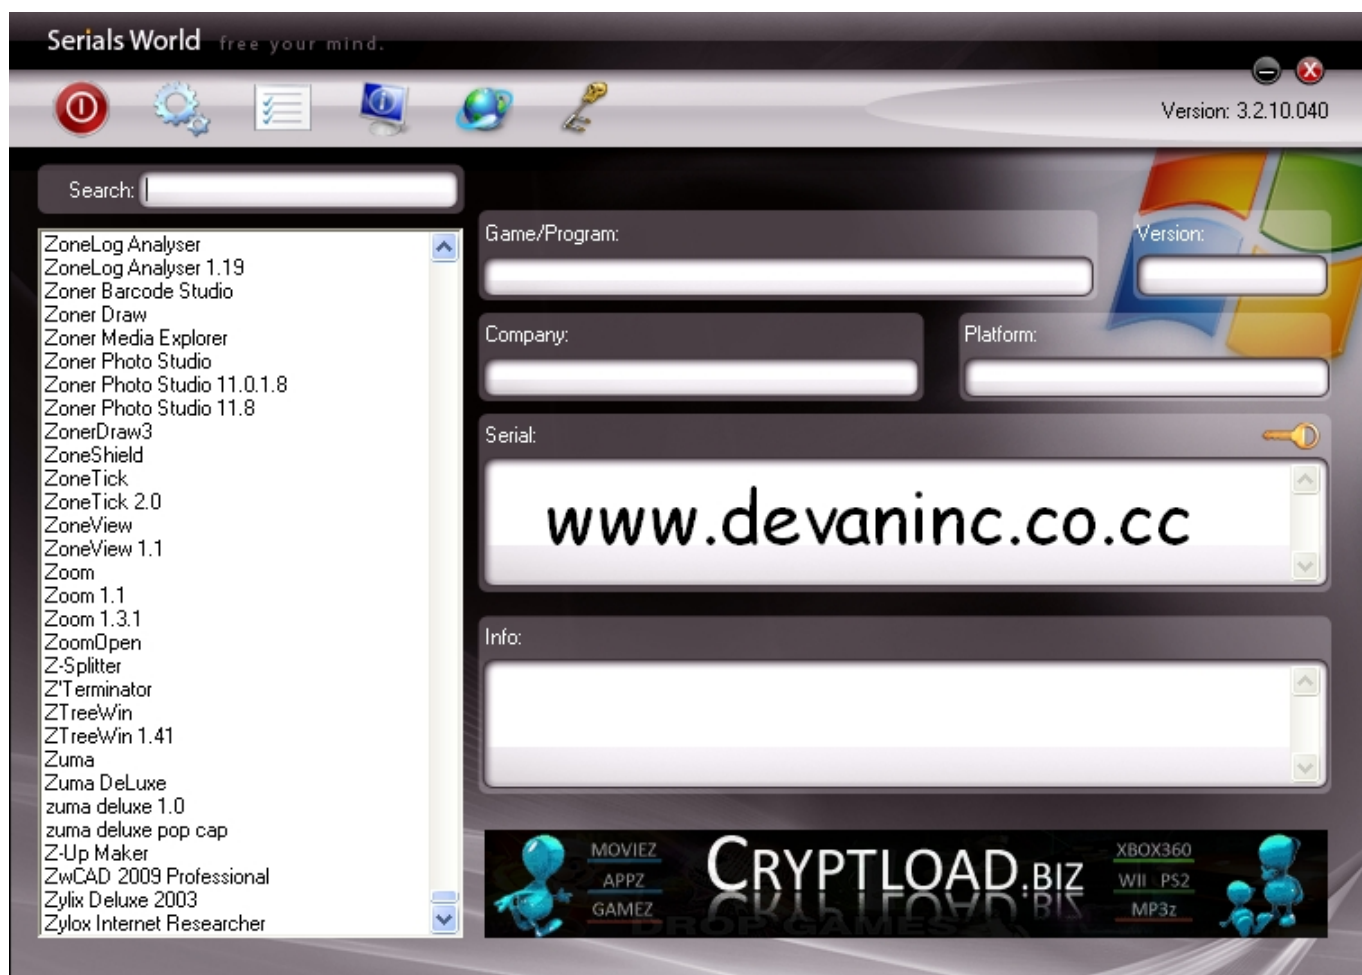 Serials World free your mind.
Version: 3.2.10.040
Search:
ZoneLog Analyser
ZoneLog Analyser 1.19
Zoner Barcode Studio
Zoner Draw
Zoner Media Explorer
Zoner Photo Studio
Zoner Photo Studio 11.0.1.8
Zoner Photo Studio 11.8
ZonerDraw3
ZoneShield
ZoneTick
ZoneTick 2.0
ZoneView
ZoneView 1.1
Zoom
Zoom 1.1
Zoom 1.3.1
ZoomOpen
Z-Splitter
Z'Terminator
ZTreeWin
ZTreeWin 1.41
Zuma
Zuma DeLuxe
zuma deluxe 1.0
zuma deluxe pop cap
Z-Up Maker
ZwCAD 2009 Professional
Zylix Deluxe 2003
Zylox Internet Researcher
Game/Program:
Version:
Company:
Platform:
Serial:
www.devaninc.co.cc
Info:
MOVIEZ
APPZ
GAMEZ
CRYPTLOAD.BIZ
DROP GAMES
XBOX360
WII PS2
MP3z